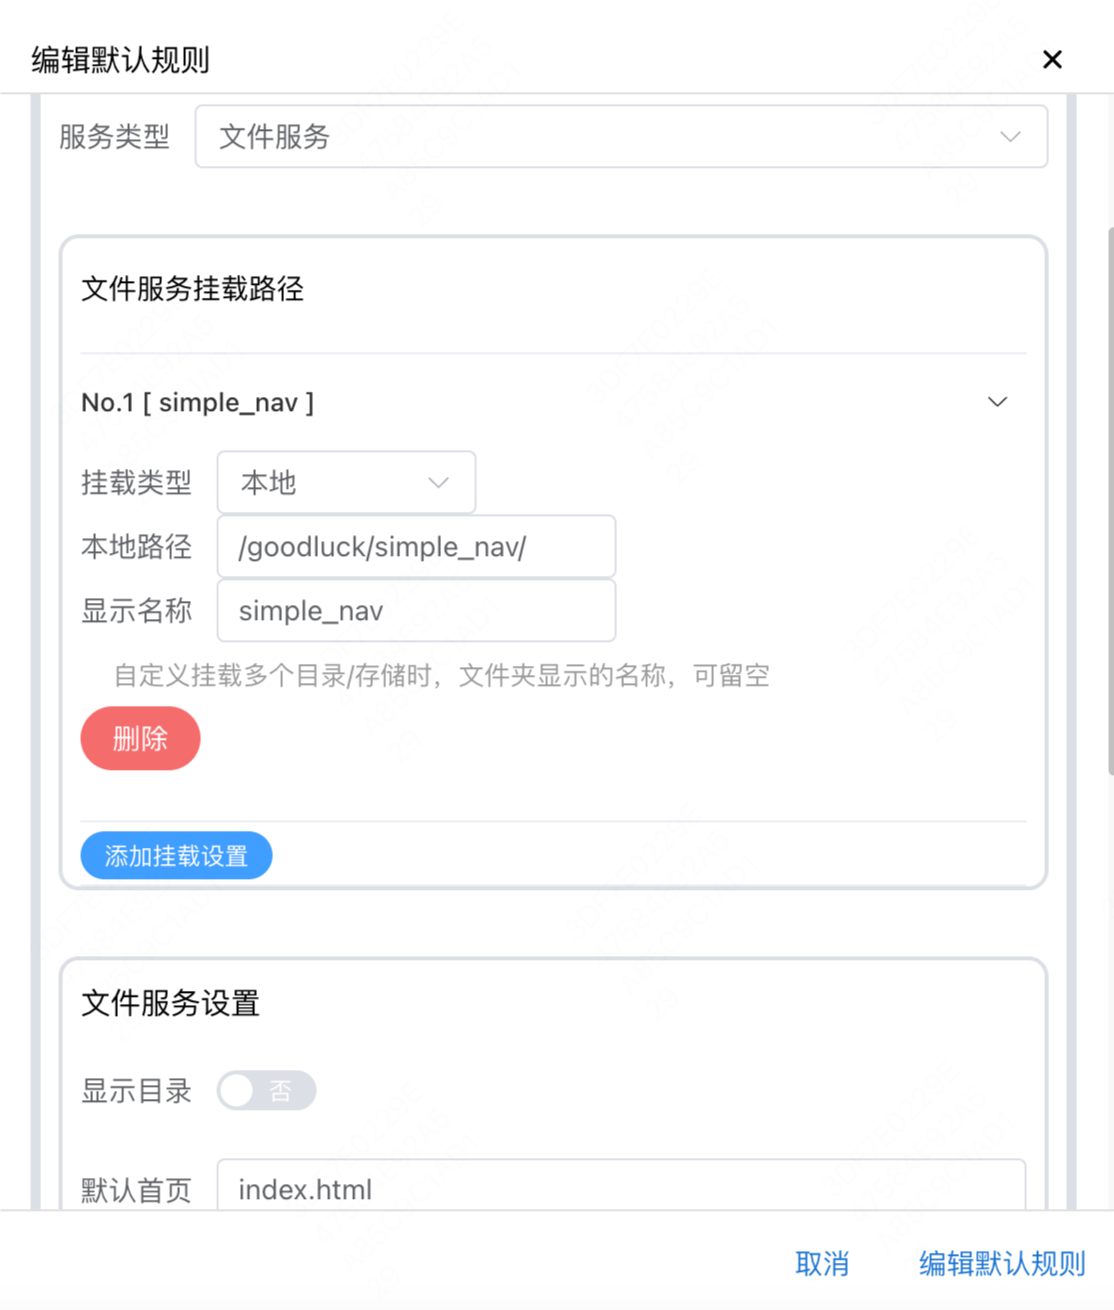 编辑默认规则
服务类型 文件服务
文件服务挂载路径
No.1 [ simple_nav ]
挂载类型 本地
本地路径 /goodluck/simple_nav/
显示名称 simple_nav
自定义挂载多个目录/存储时，文件夹显示的名称，可留空
删除
添加挂载设置
文件服务设置
显示目录 否
默认首页 index.html
取消 编辑默认规则